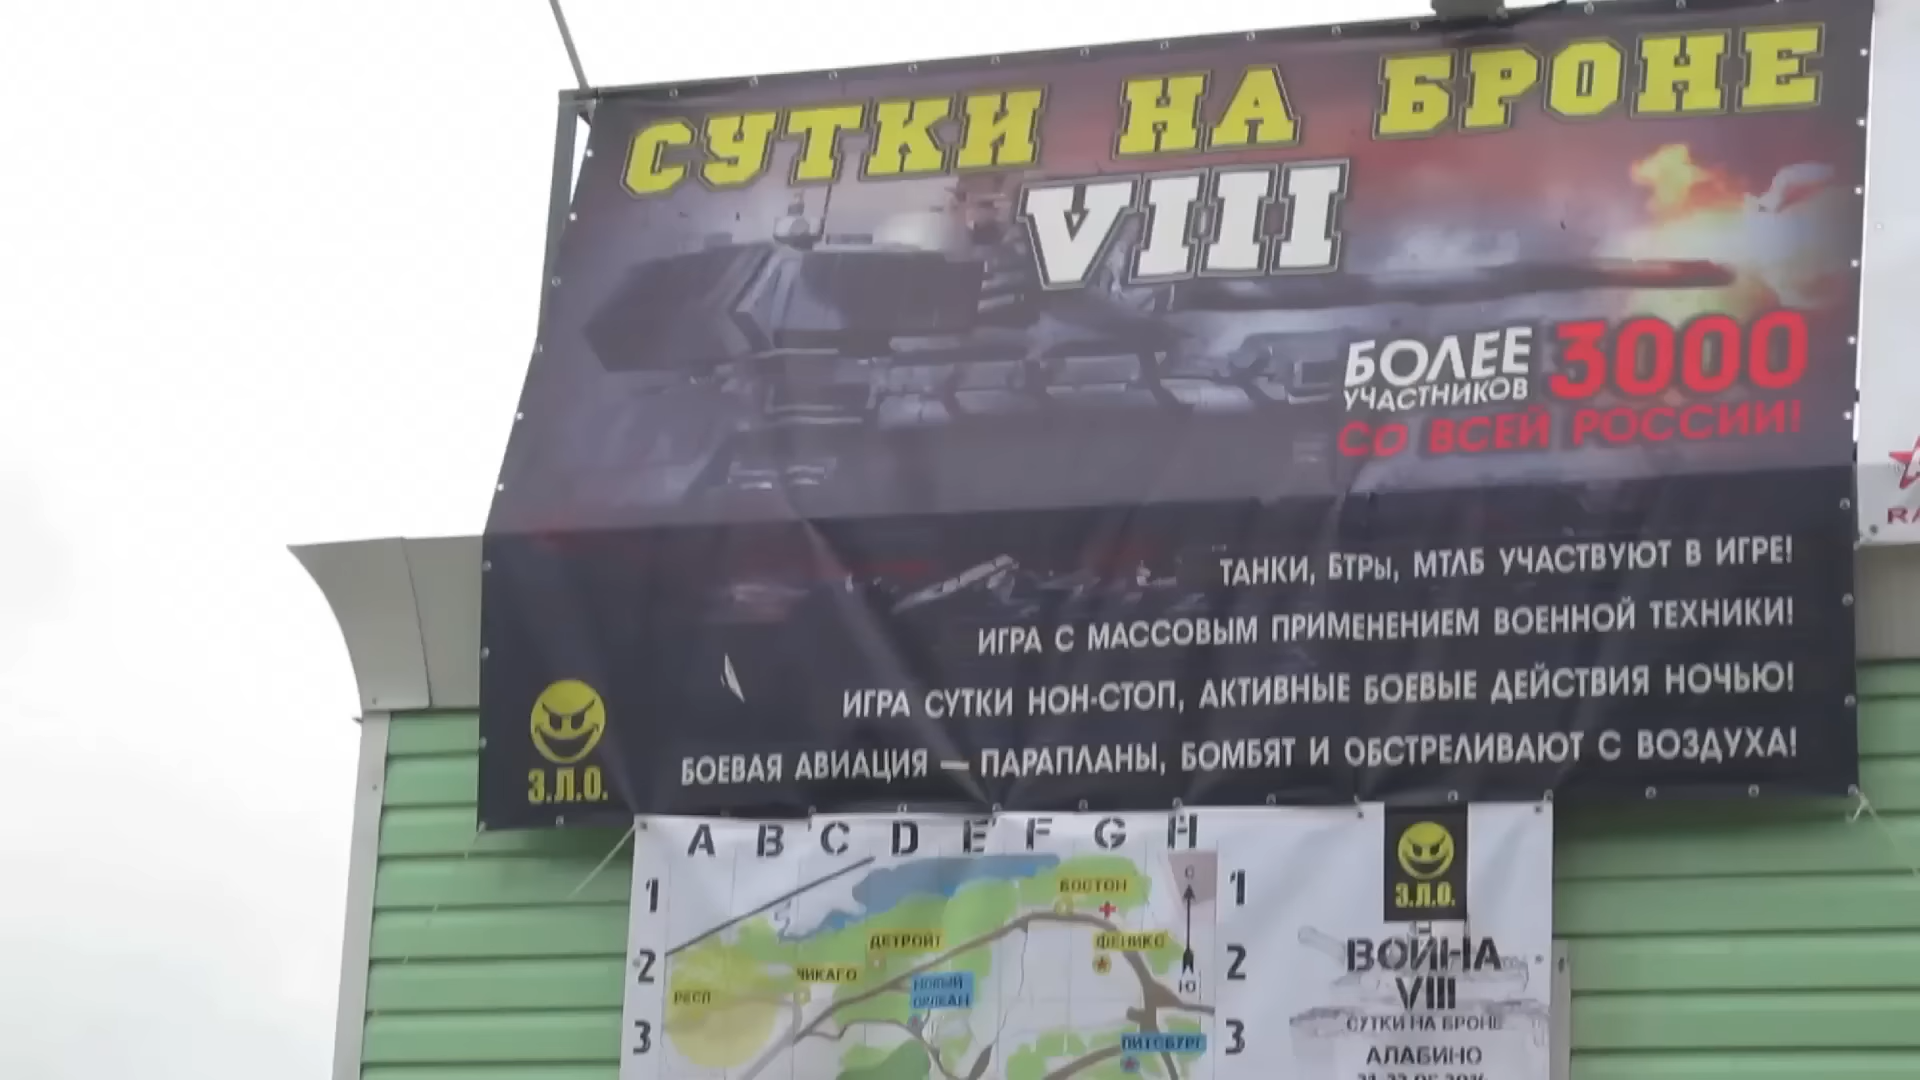 СУТКИ НА БРОНЕ
VIII
БОЛЕЕ 3000
УЧАСТНИКОВ
СО ВСЕЙ РОССИИ!
ТАНКИ, БТРЫ, МТЛБ УЧАСТВУЮТ В ИГРЕ!
ИГРА С МАССОВЫМ ПРИМЕНЕНИЕМ ВОЕННОЙ ТЕХНИКИ!
ИГРА СУТКИ НОН-СТОП, АКТИВНЫЕ БОЕВЫЕ ДЕЙСТВИЯ НОЧЬЮ!
БОЕВАЯ АВИАЦИЯ — ПАРАПЛАНЫ, БОМБЯТ И ОБСТРЕЛИВАЮТ С ВОЗДУХА!
З.Л.О.
A B C D E F G H
1
2
3
БОСТОН
ДЕТРОЙТ
ФЕНИКС
ЧИКАГО
НОВЫЙ
ОРЛЕАН
РЕСП
ПИТСБУРГ
С
Ю
1
2
3
З.Л.О.
ВОЙНА
VIII
СУТКИ НА БРОНЕ
АЛАБИНО